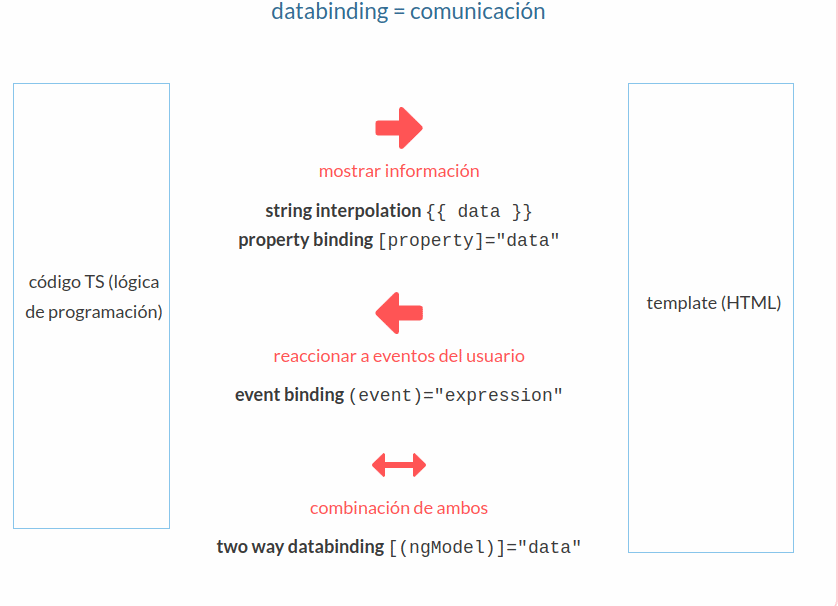 databinding = comunicación
mostrar información
string interpolation {{ data }}
property binding [property]="data"
código TS (lógica
de programación)
template (HTML)
reaccionar a eventos del usuario
event binding (event)="expression"
combinación de ambos
two way databinding [(ngModel)]="data"